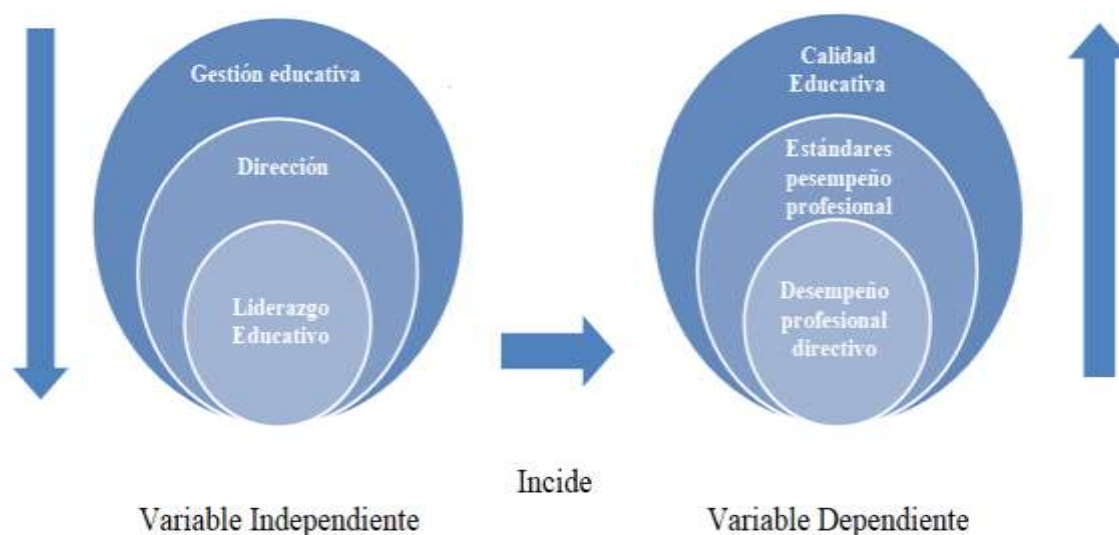 Gestión educativa
Dirección
Liderazgo
Educativo
Calidad
Educativa
Estándares
pesempeño
profesional
Desempeño
profesional
directivo
Incide
Variable Independiente
Variable Dependiente